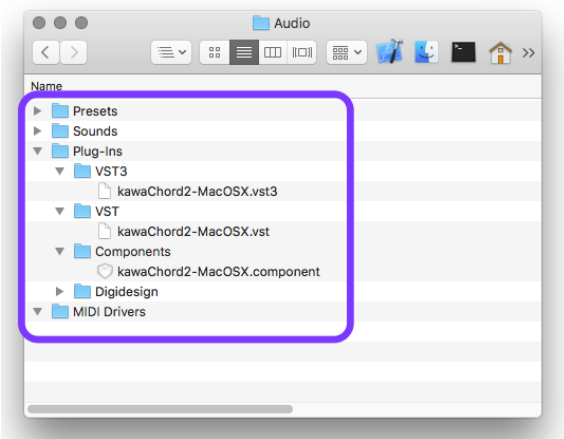 Audio
Name
Presets
Sounds
Plug-Ins
VST3
kawaChord2-MacOSX.vst3
VST
kawaChord2-MacOSX.vst
Components
kawaChord2-MacOSX.component
Digidesign
MIDI Drivers